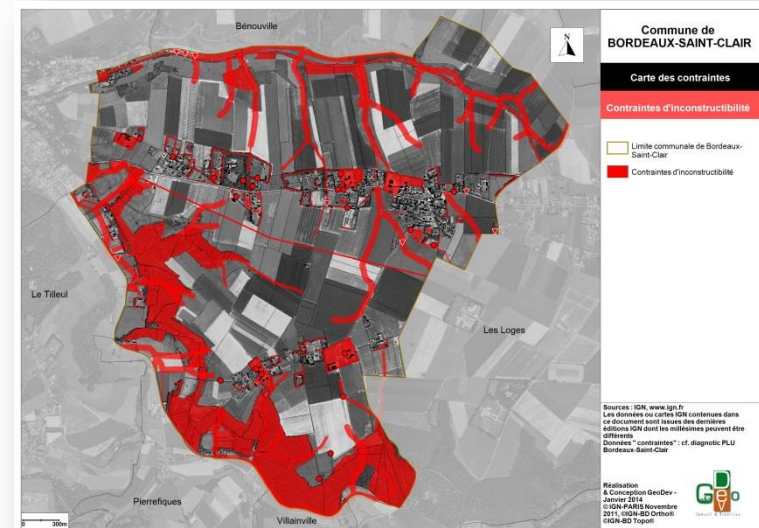 Bénouville
N
Le Tilleul
Les Loges
Pierrefiques
Villainville
0 300m
Commune de
BORDEAUX-SAINT-CLAIR
Carte des contraintes
Contraintes d'inconstructibilité
Limite communale de Bordeaux-
Saint-Clair
Contraintes d'inconstructibilité
Sources : IGN, www.ign.fr
Les données ou cartes IGN contenues dans
ce document sont issues des dernières
éditions IGN dont les millésimes peuvent être
différents
Données " contraintes" : cf. diagnotic PLU
Bordeaux-Saint-Clair
Réalisation
& Conception GeoDev -
Janvier 2014
© IGN-PARIS Novembre
2011, ©IGN-BD Ortho®
©IGN-BD Topo®